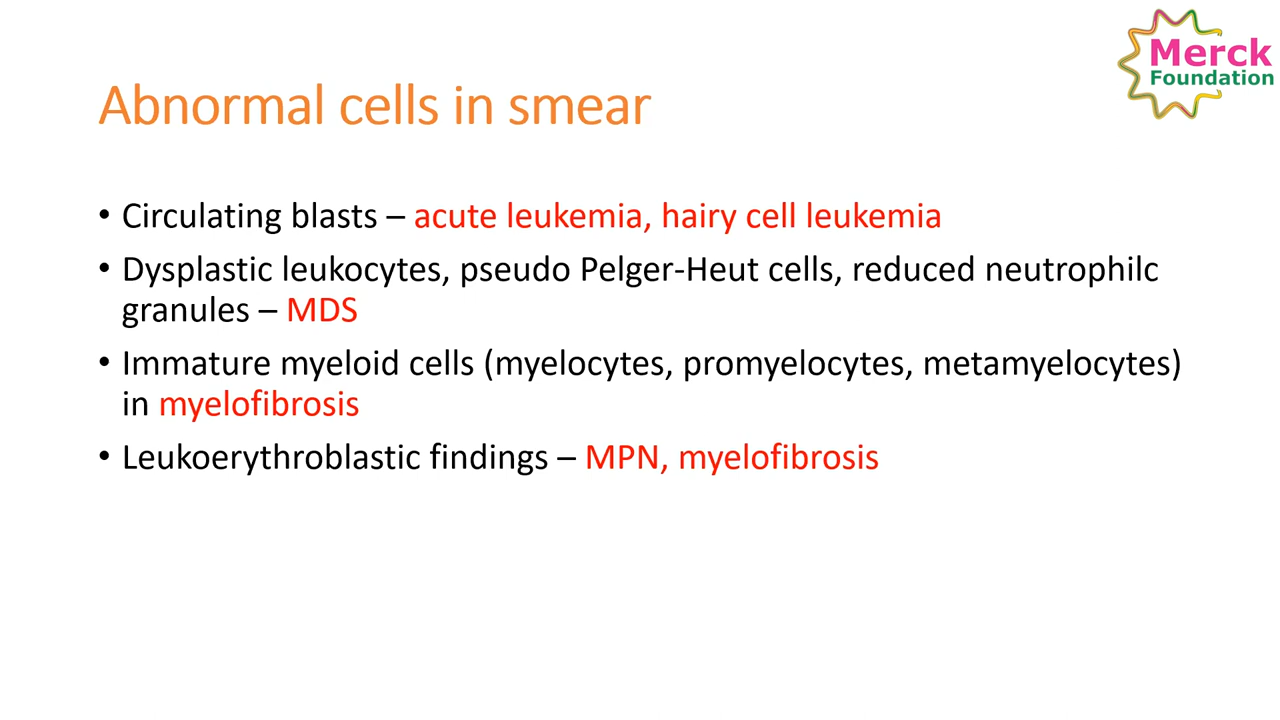 Merck
Foundation
Abnormal cells in smear
• Circulating blasts – acute leukemia, hairy cell leukemia
• Dysplastic leukocytes, pseudo Pelger-Heut cells, reduced neutrophilc
granules – MDS
• Immature myeloid cells (myelocytes, promyelocytes, metamyelocytes)
in myelofibrosis
• Leukoerythroblastic findings – MPN, myelofibrosis